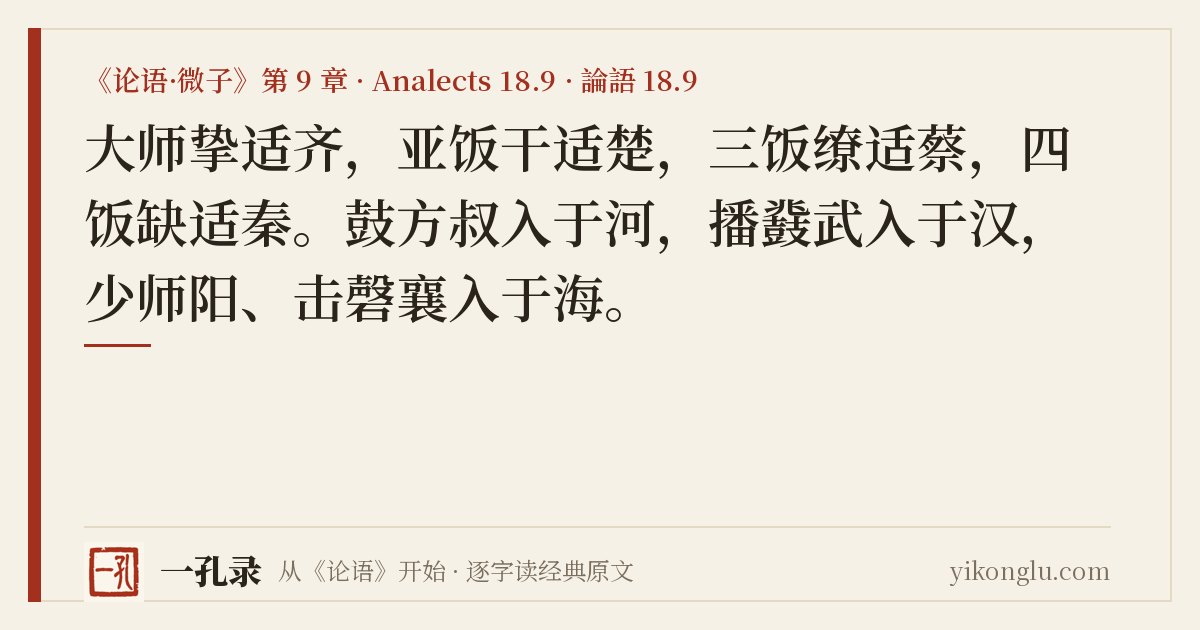 《论语·微子》第 9 章 · Analects 18.9 · 論語 18.9
大师挚适齐，亚饭干适楚，三饭缭适蔡，四
饭缺适秦。鼓方叔入于河，播鼗武入于汉，
少师阳、击磬襄入于海。
一孔
一孔录 从《论语》开始 · 逐字读经典原文 yikonglu.com